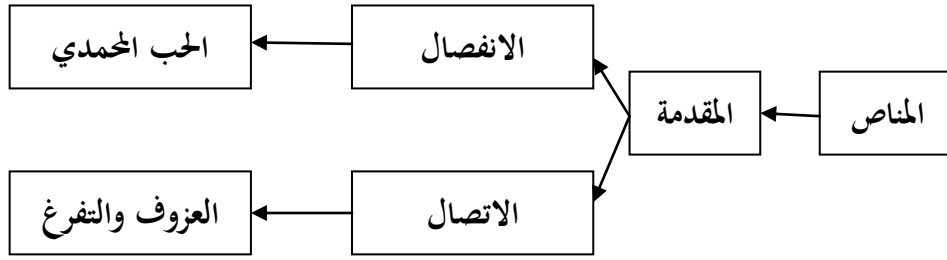 المناص
المقدمة
الانفصال
الحب المحمدي
الاتصال
العزوف والتفرغ